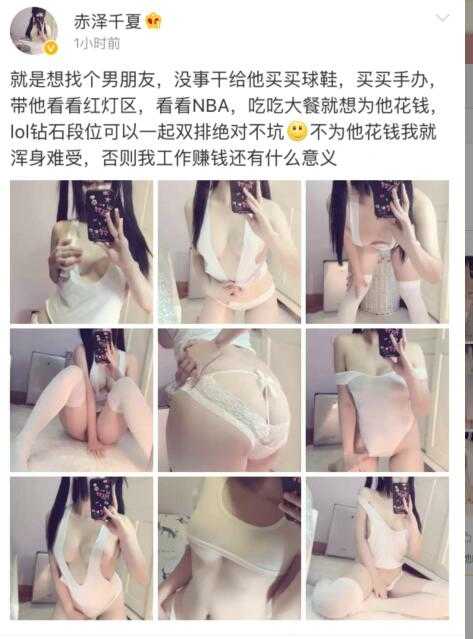 赤泽千夏
1小时前
就是想找个男朋友，没事干给他买买球鞋，买买手办，
带他看看红灯区，看看NBA，吃吃大餐就想为他花钱，
lol钻石段位可以一起双排绝对不坑😶不为他花钱我就
浑身难受，否则我工作赚钱还有什么意义